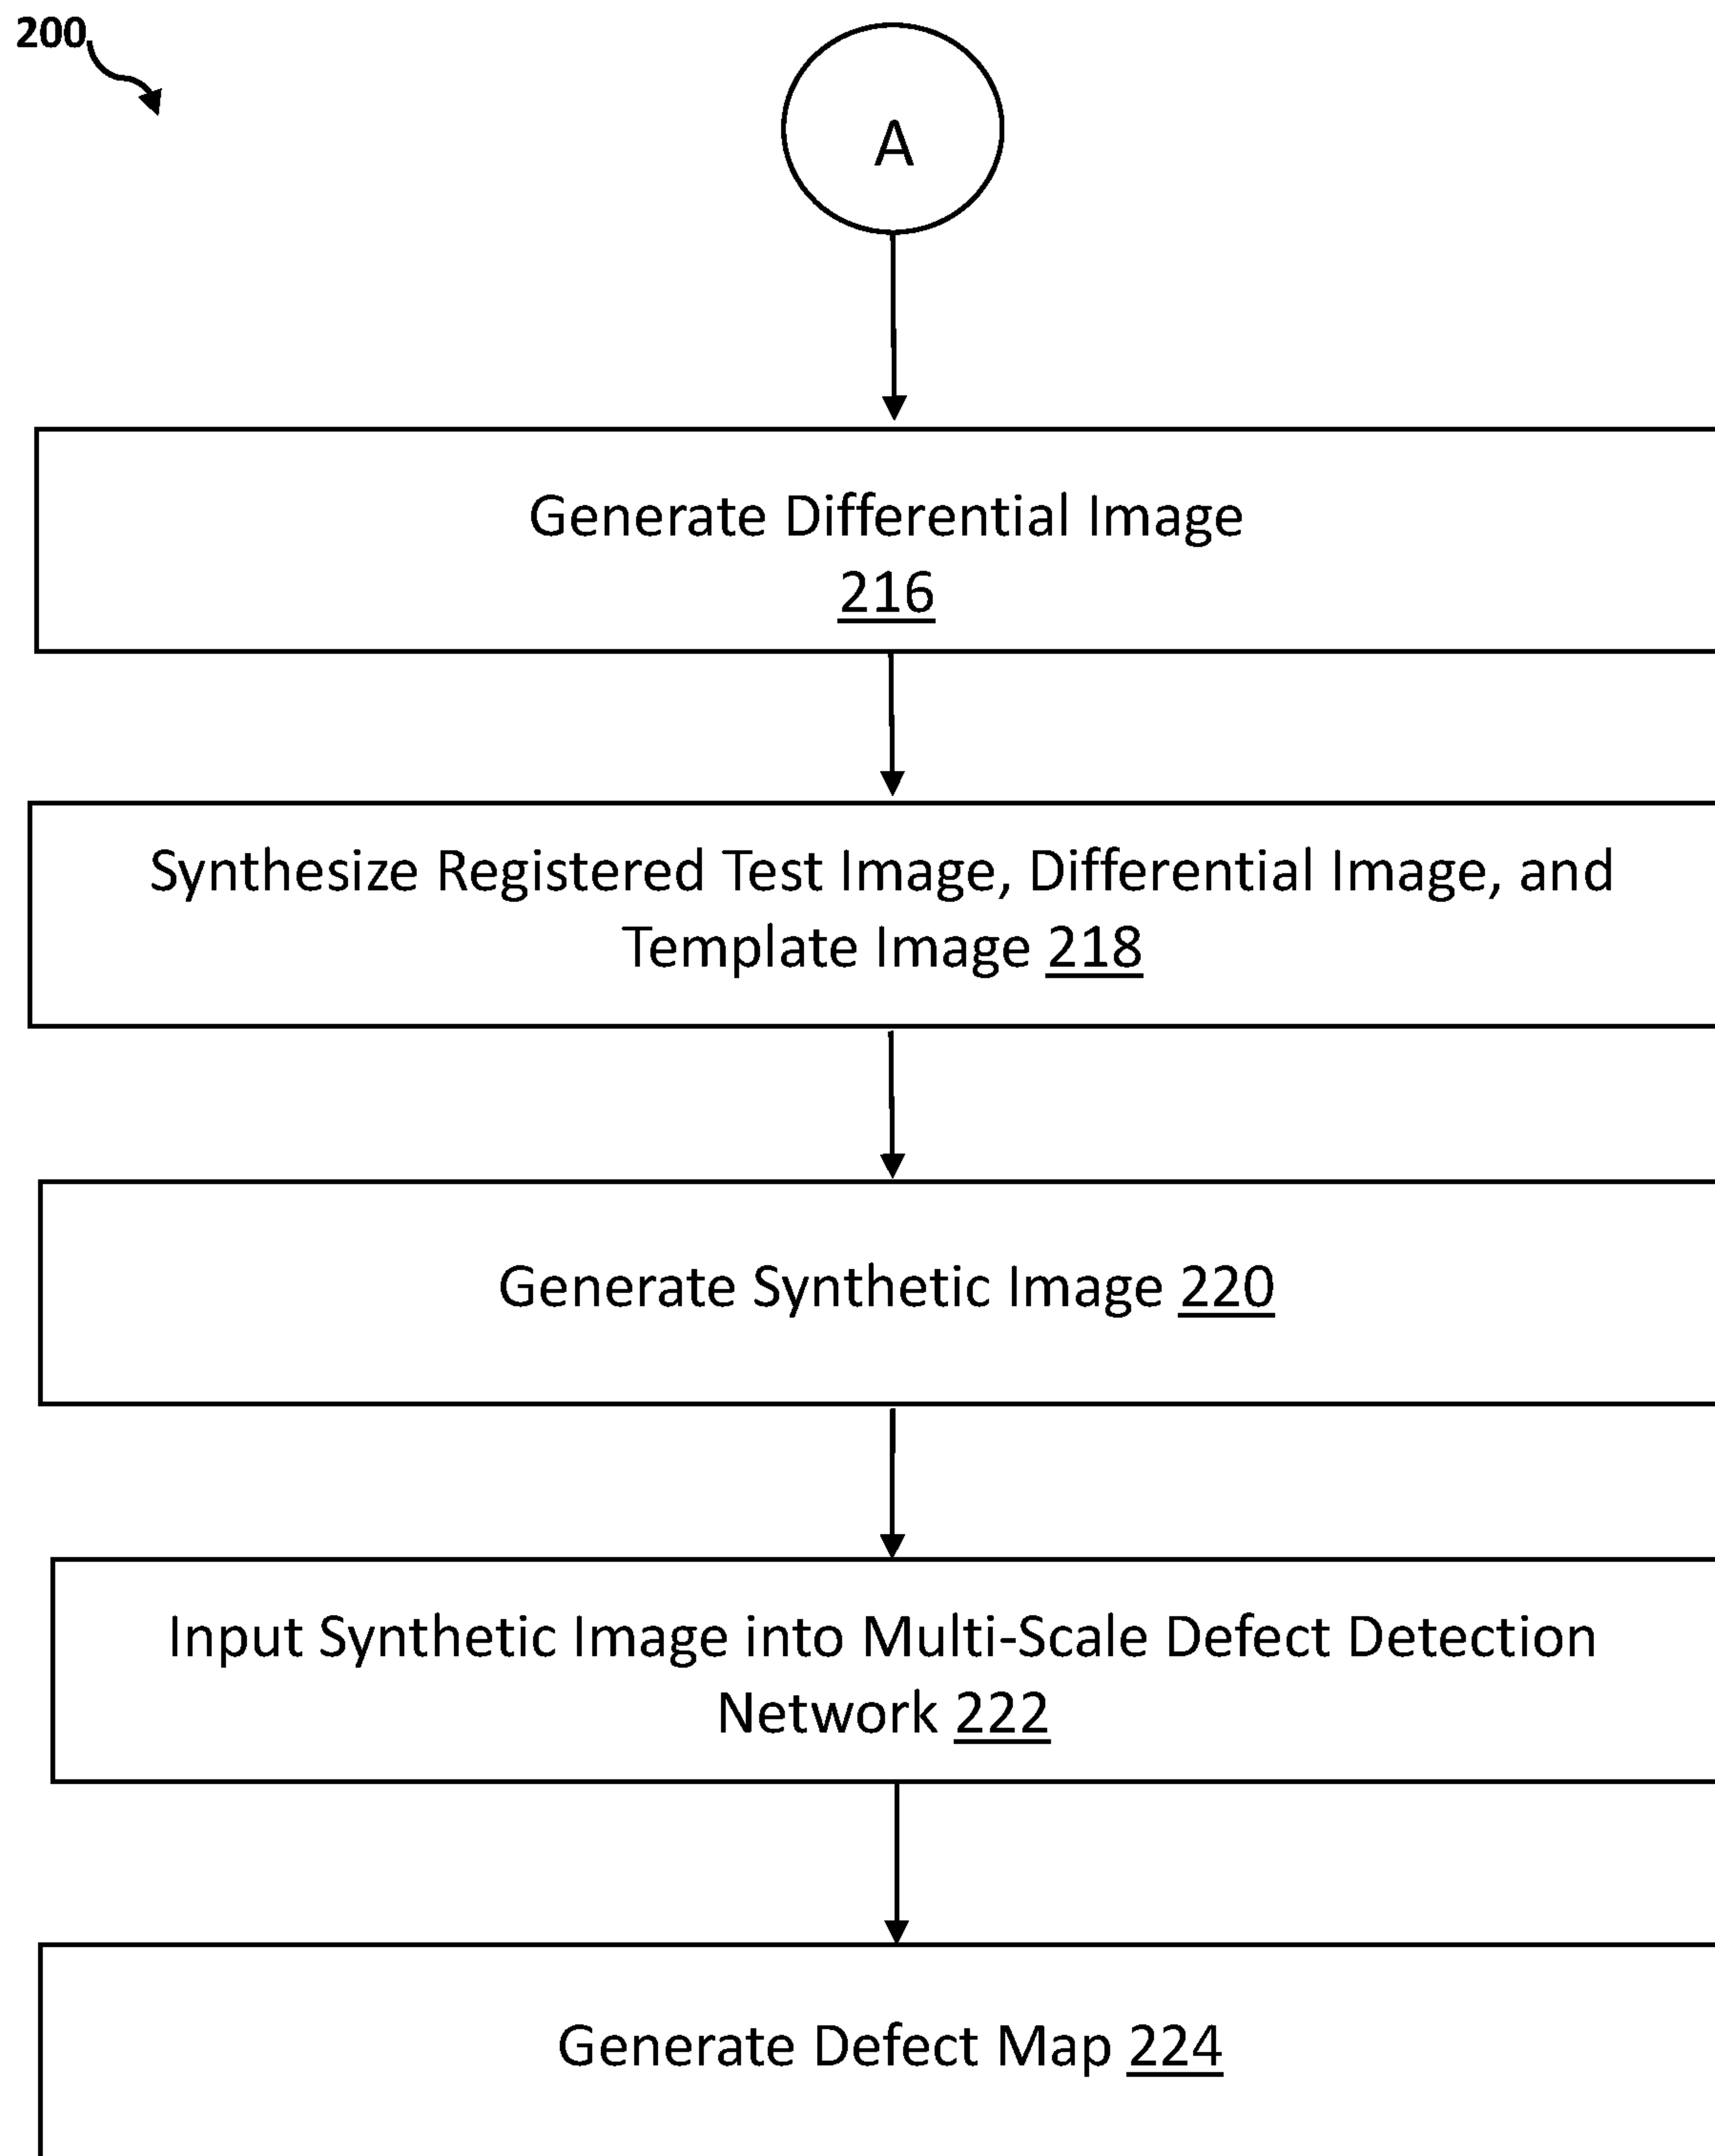 200
A
Generate Differential Image
216
Synthesize Registered Test Image, Differential Image, and
Template Image 218
Generate Synthetic Image 220
Input Synthetic Image into Multi-Scale Defect Detection
Network 222
Generate Defect Map 224